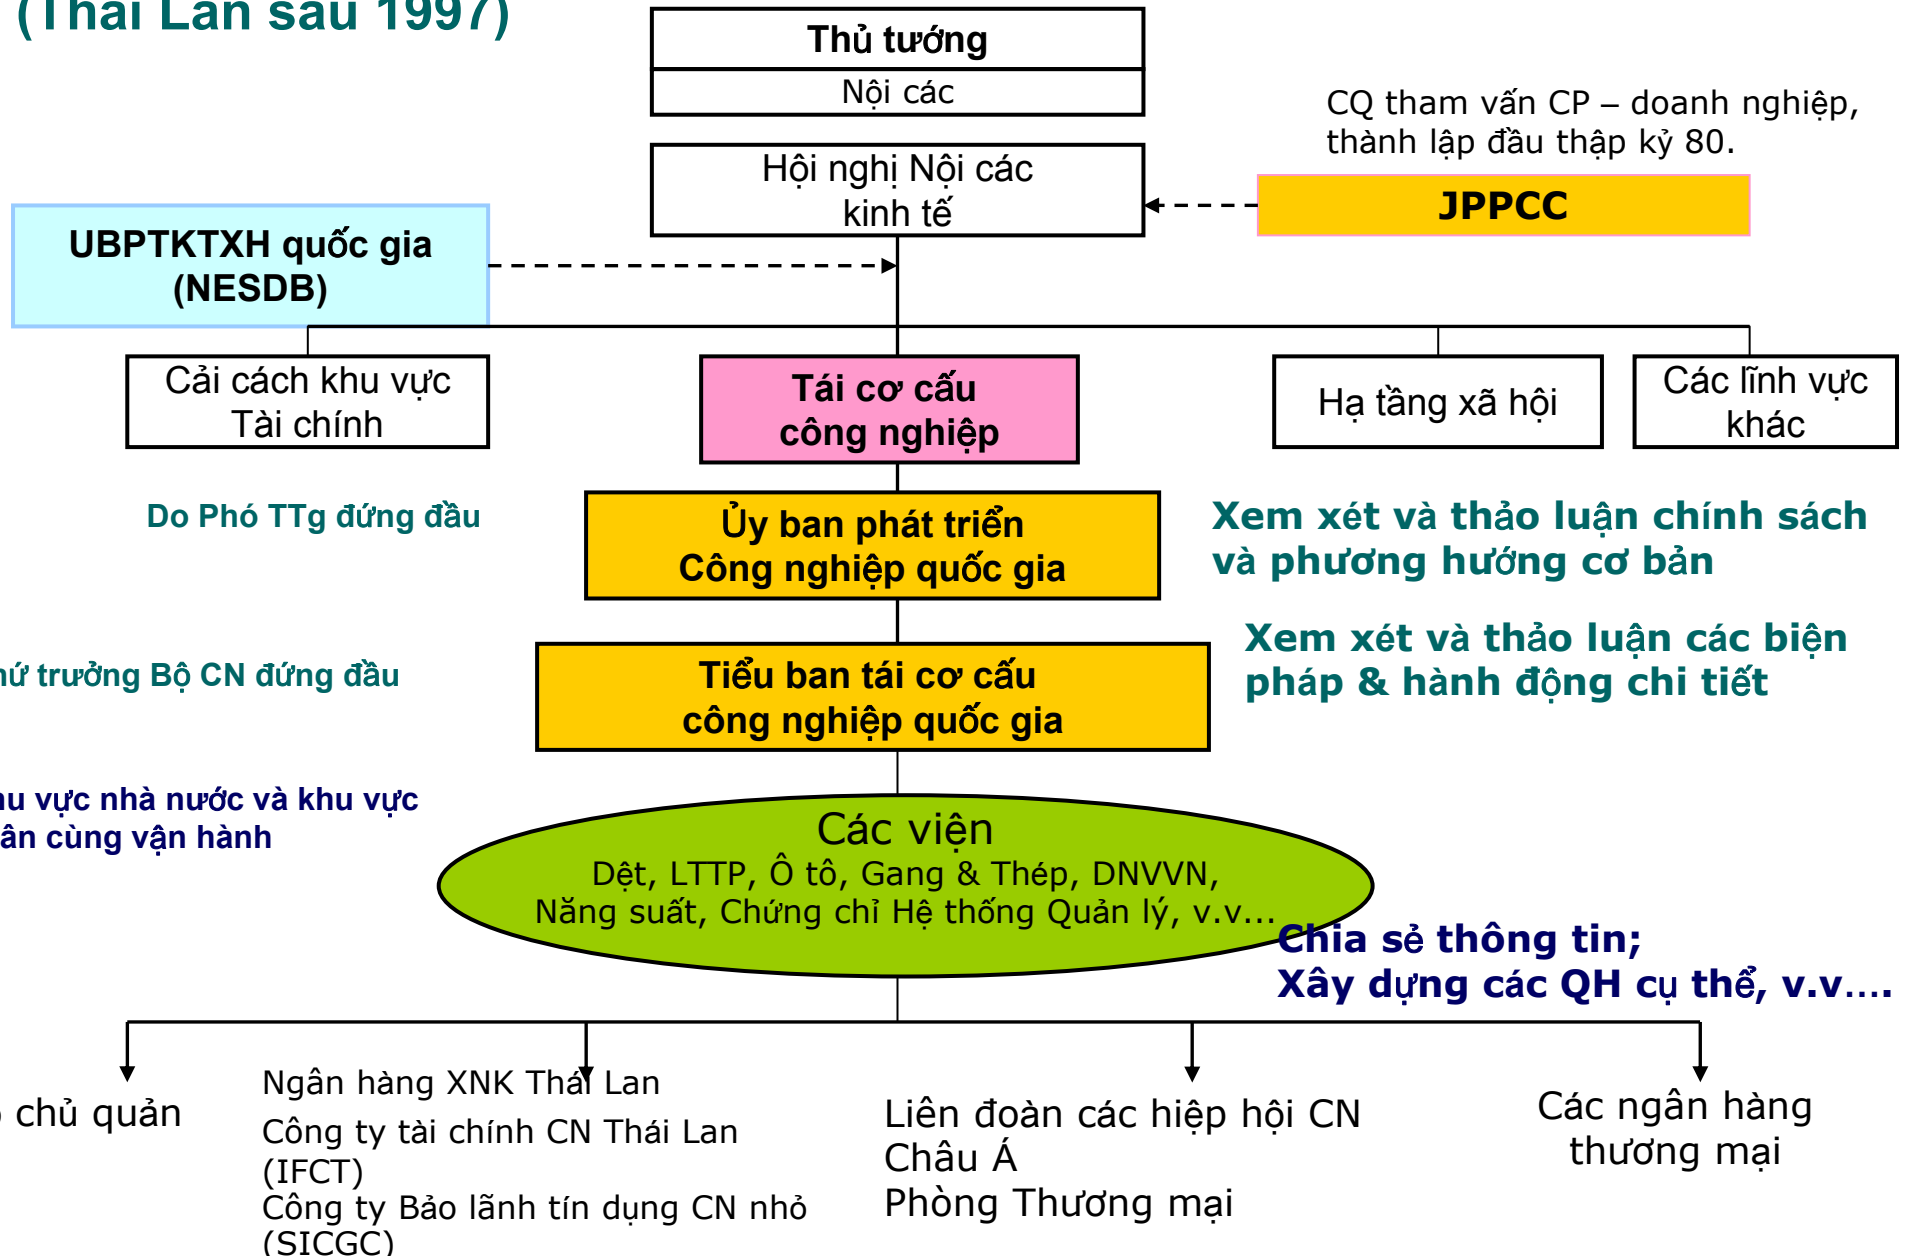 (Thái Lan sau 1997)
Thủ tướng
Nội các
CQ tham vấn CP – doanh nghiệp,
thành lập đầu thập kỷ 80.
Hội nghị Nội các
kinh tế
JPPCC
UBPTKTXH quốc gia
(NESDB)
Cải cách khu vực
Tài chính
Tái cơ cấu
công nghiệp
Hạ tầng xã hội
Các lĩnh vực
khác
Do Phó TTg đứng đầu
Ủy ban phát triển
Công nghiệp quốc gia
Xem xét và thảo luận chính sách
và phương hướng cơ bản
trưởng Bộ CN đứng đầu
Tiểu ban tái cơ cấu
công nghiệp quốc gia
Xem xét và thảo luận các biện
pháp & hành động chi tiết
vực nhà nước và khu vực
cùng vận hành
Các viện
Dệt, LTTP, Ô tô, Gang & Thép, DNVVN,
Năng suất, Chứng chỉ Hệ thống Quản lý, v.v...
Chia sẻ thông tin;
Xây dựng các QH cụ thể, v.v....
chủ quản
Ngân hàng XNK Thái Lan
Công ty tài chính CN Thái Lan
(IFCT)
Công ty Bảo lãnh tín dụng CN nhỏ
(SICGC)
Liên đoàn các hiệp hội CN
Châu Á
Phòng Thương mại
Các ngân hàng
thương mại